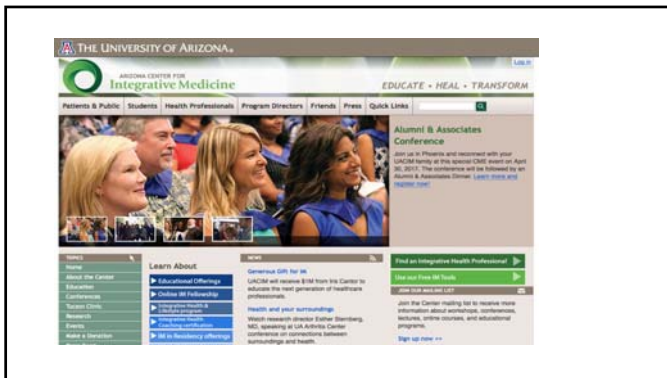 THE UNIVERSITY OF ARIZONA®
Log In
ARIZONA CENTER FOR
Integrative Medicine
EDUCATE • HEAL • TRANSFORM
Patients & Public Students Health Professionals Program Directors Friends Press Quick Links
Alumni & Associates
Conference
Join us in Phoenix and reconnect with your
UACIM family at this special CME event on April
30, 2017. The conference will be followed by an
Alumni & Associates Dinner. Learn more and
register now!
TOPICS
Home
About the Center
Education
Conferences
Tucson Clinic
Research
Events
Make a Donation
Learn About
Educational Offerings
Online IM Fellowship
Integrative Health &
Lifestyle program
Integrative Health
Coaching certification
IM in Residency offerings
NEWS
Generous Gift for IM
UACIM will receive $1M from Iris Cantor to
educate the next generation of healthcare
professionals.
Health and your surroundings
Watch research director Esther Sternberg,
MD, speaking at UA Arthritis Center
conference on connections between
surroundings and health.
Find an Integrative Health Professional
Use our Free IM Tools
JOIN OUR MAILING LIST
Join the Center mailing list to receive more
information about workshops, conferences,
lectures, online courses, and educational
programs.
Sign up now >>